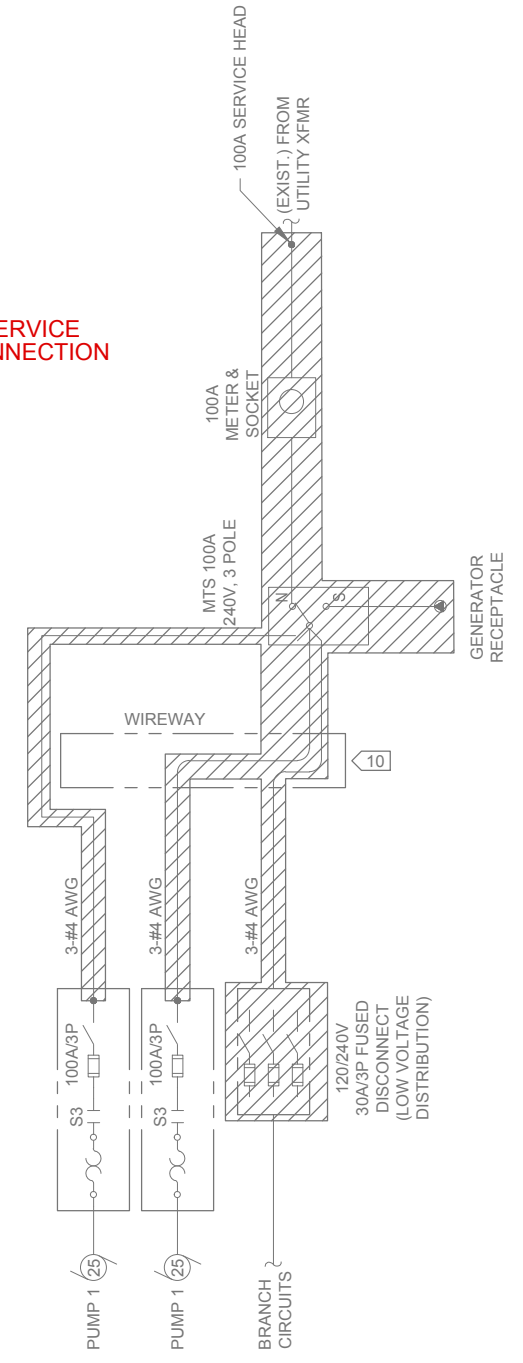 ERVICE
NNECTION
100A SERVICE HEAD
(EXIST.) FROM
UTILITY XFMR
100A
METER &
SOCKET
MTS 100A
240V, 3 POLE
N
S
GENERATOR
RECEPTACLE
WIREWAY
10
3-#4 AWG
3-#4 AWG
3-#4 AWG
100A/3P
S3
100A/3P
S3
120/240V
30A/3P FUSED
DISCONNECT
(LOW VOLTAGE
DISTRIBUTION)
PUMP 1
25
PUMP 1
25
BRANCH
CIRCUITS